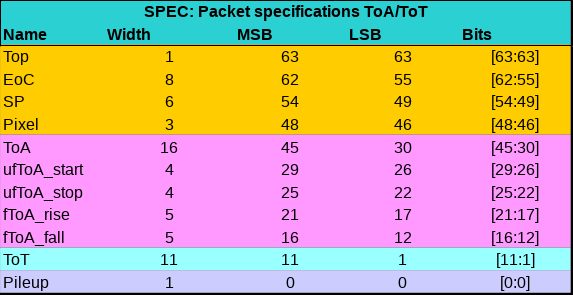 SPEC: Packet specifications ToA/ToT
Name Width MSB LSB Bits
Top 1 63 63 [63:63]
EoC 8 62 55 [62:55]
SP 6 54 49 [54:49]
Pixel 3 48 46 [48:46]
ToA 16 45 30 [45:30]
ufToA_start 4 29 26 [29:26]
ufToA_stop 4 25 22 [25:22]
fToA_rise 5 21 17 [21:17]
fToA_fall 5 16 12 [16:12]
ToT 11 11 1 [11:1]
Pileup 1 0 0 [0:0]